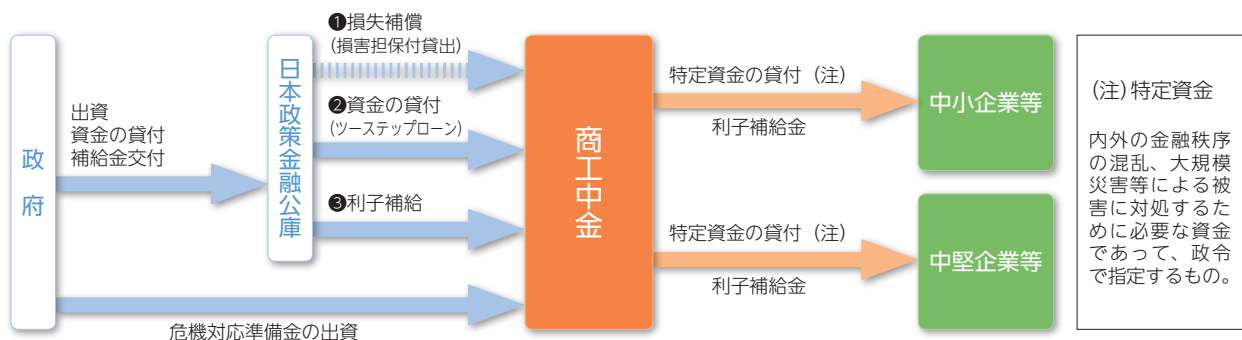 政府
出資
資金の貸付
補給金交付
日本政策金融公庫
❶損失補償
(損害担保付貸出)
❷資金の貸付
(ツーステップローン)
❸利子補給
危機対応準備金の出資
商工中金
特定資金の貸付（注）
利子補給金
中小企業等
特定資金の貸付（注）
利子補給金
中堅企業等
(注)特定資金
内外の金融秩序
の混乱、大規模
災害等による被
害に対処するた
めに必要な資金
であって、政令
で指定するもの。